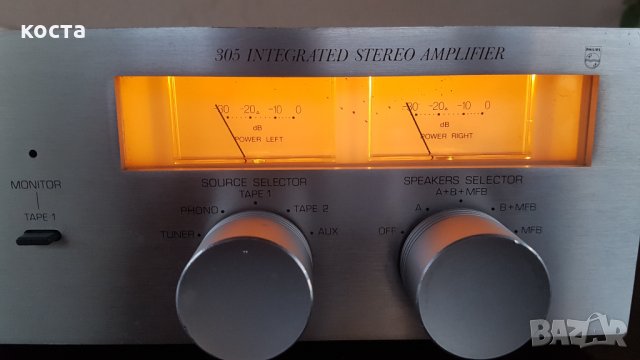 коста
305 INTEGRATED STEREO AMPLIFIER
PHILIPS
-30 -20 -10 0
dB
POWER LEFT
-30 -20 -10 0
dB
POWER RIGHT
MONITOR
TAPE 1
SOURCE SELECTOR
TAPE 1
PHONO
TAPE 2
TUNER
AUX
SPEAKERS SELECTOR
A+B+MFB
A
B+MFB
OFF
MFB
BAZAR